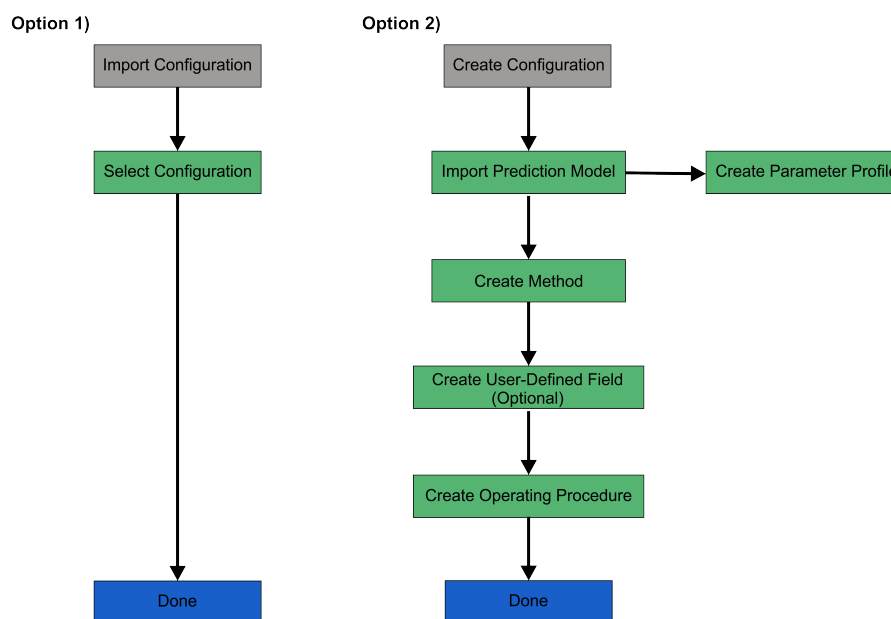 Option 1)
Option 2)
Import Configuration
Create Configuration
Select Configuration
Import Prediction Model
Create Parameter Profile
Create Method
Create User-Defined Field
(Optional)
Create Operating Procedure
Done
Done